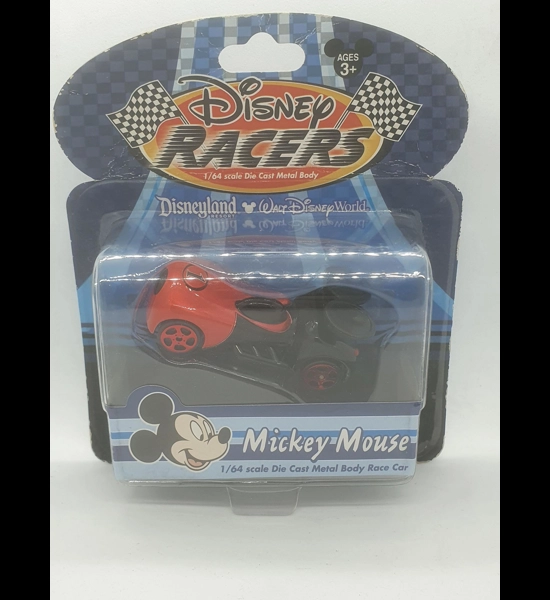 AGES
3+
Disney
RACERS
1/64 scale Die Cast Metal Body
Disneyland Walt Disney World
Mickey Mouse
1/64 scale Die Cast Metal Body Race Car